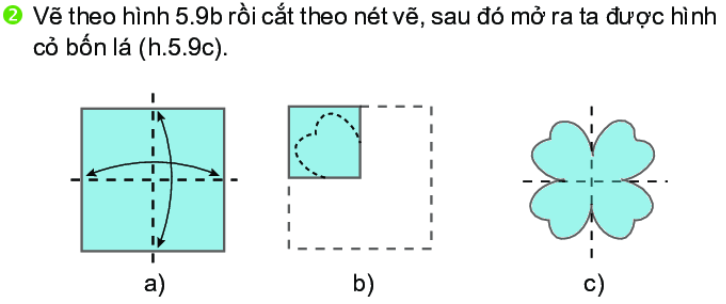 2 Vẽ theo hình 5.9b rồi cắt theo nét vẽ, sau đó mở ra ta được hình
cỏ bốn lá (h.5.9c).
a) b) c)